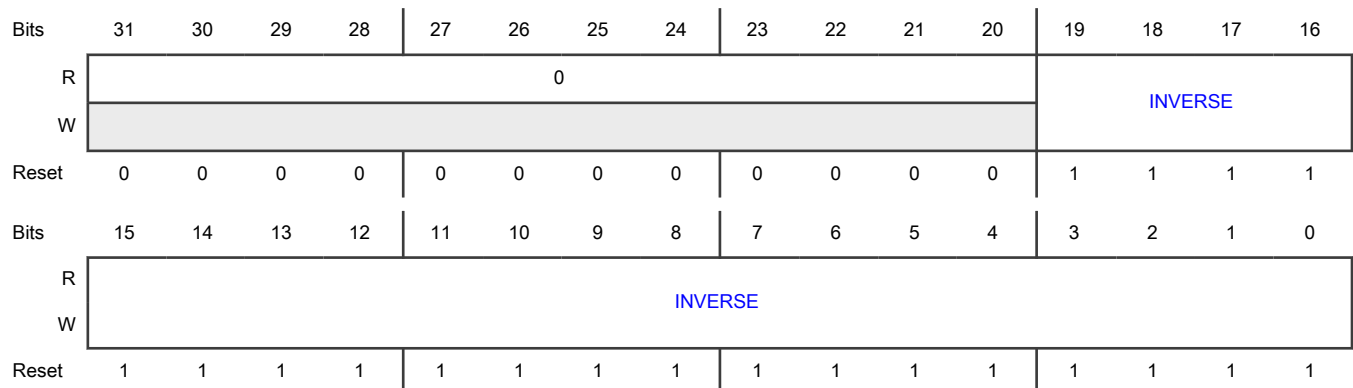 Bits 31 30 29 28 27 26 25 24 23 22 21 20 19 18 17 16
R 0 INVERSE
W
Reset 0 0 0 0 0 0 0 0 0 0 0 0 1 1 1 1
Bits 15 14 13 12 11 10 9 8 7 6 5 4 3 2 1 0
R INVERSE
W
Reset 1 1 1 1 1 1 1 1 1 1 1 1 1 1 1 1